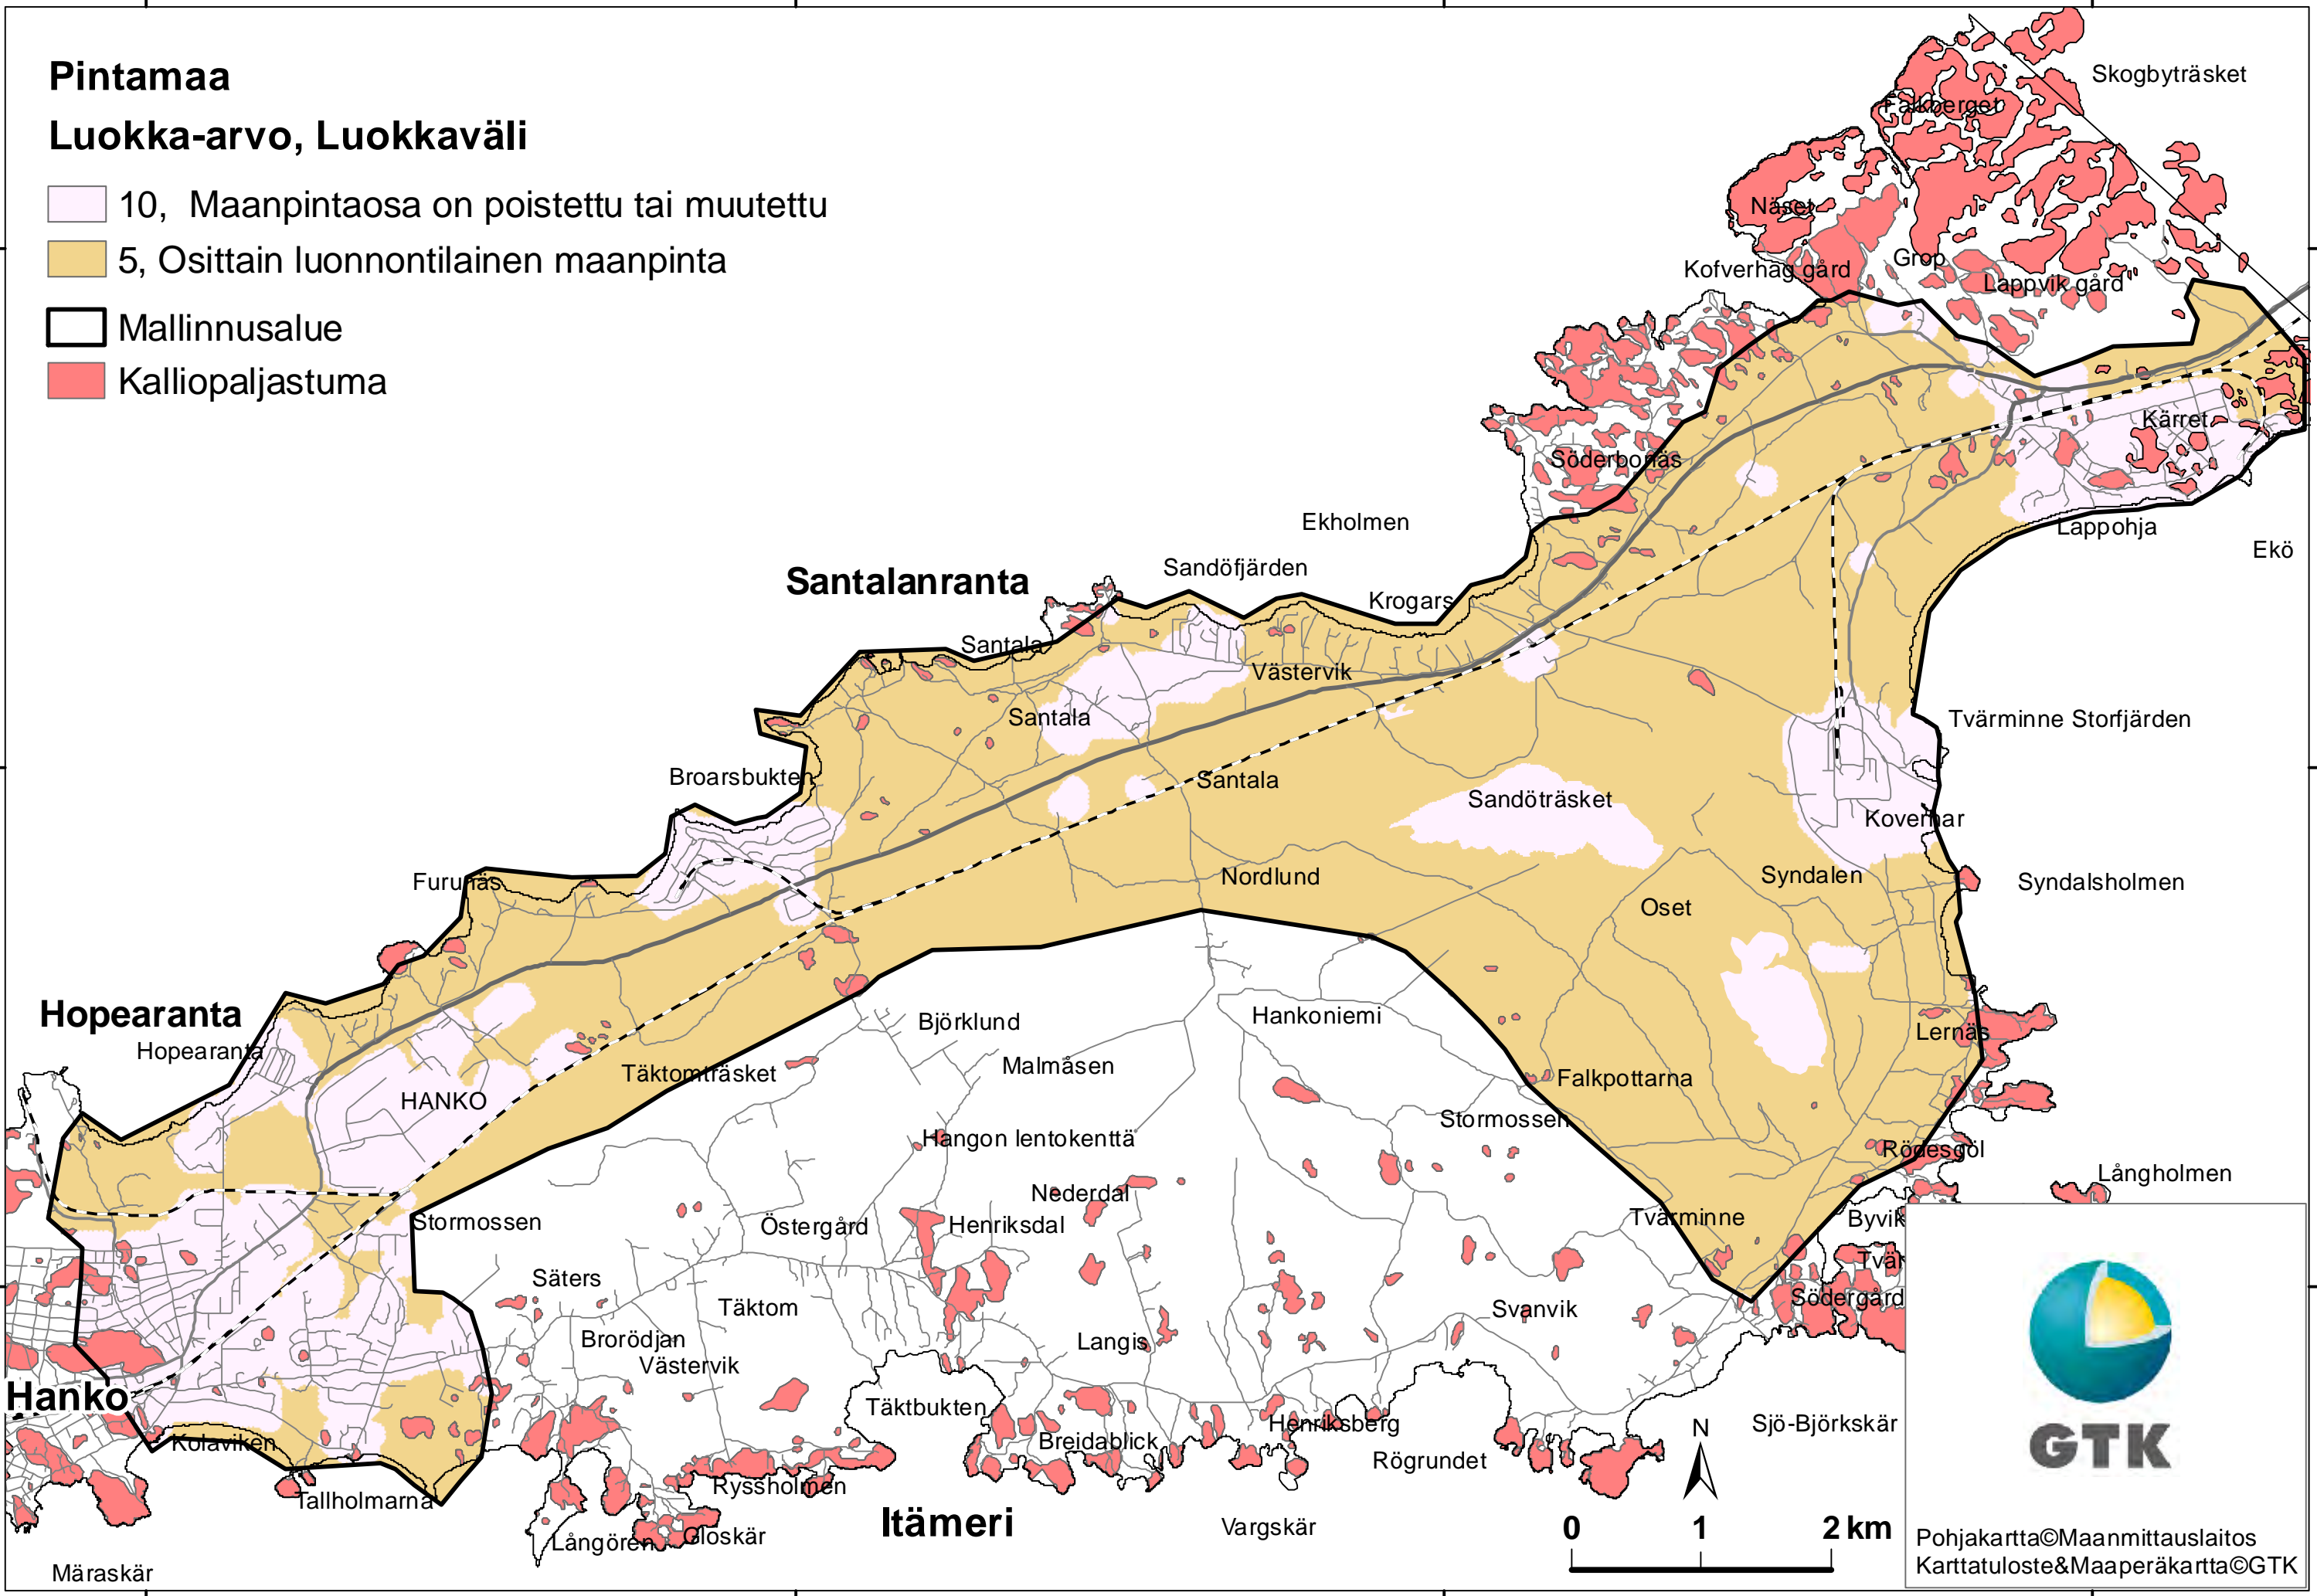 Pintamaa
Luokka-arvo, Luokkaväli
10, Maanpintaosa on poistettu tai muutettu
5, Osittain luonnontilainen maanpinta
Mallinnusalue
Kalliopaljastuma
Skogbyträsket
Falkberget
Näset
Kofverhag gård
Grop
Lappvik gård
Kärret
Söderbonäs
Lappohja
Ekö
Ekholmen
Sandöfjärden
Santalanranta
Krogars
Santala
Västervik
Santala
Tvärminne Storfjärden
Broarsbukten
Santala
Sandöträsket
Koverhar
Furunäs
Nordlund
Syndalen
Syndalsholmen
Oset
Hopearanta
Hopearanta
Björklund
Hankoniemi
Lernäs
HANKO
Täktomträsket
Malmåsen
Falkpottarna
Stormossen
Hangon lentokenttä
Rödesgöl
Långholmen
Nederdal
Stormossen
Östergård
Henriksdal
Tvärminne
Byvik
Tvär
Säters
Täktom
Svanvik
Södergård
Brorödjan
Västervik
Langis
Hanko
Täktbukten
Henriksberg
N
Sjö-Björkskär
Kolaviken
Breidablick
Rögrundet
GTK
Tallholmarna
Ryssholmen
Itämeri
Vargskär
0 1 2 km
Långören
Gloskär
Märaskär
Pohjakartta©Maanmittauslaitos
Karttatuloste&Maaperäkartta©GTK